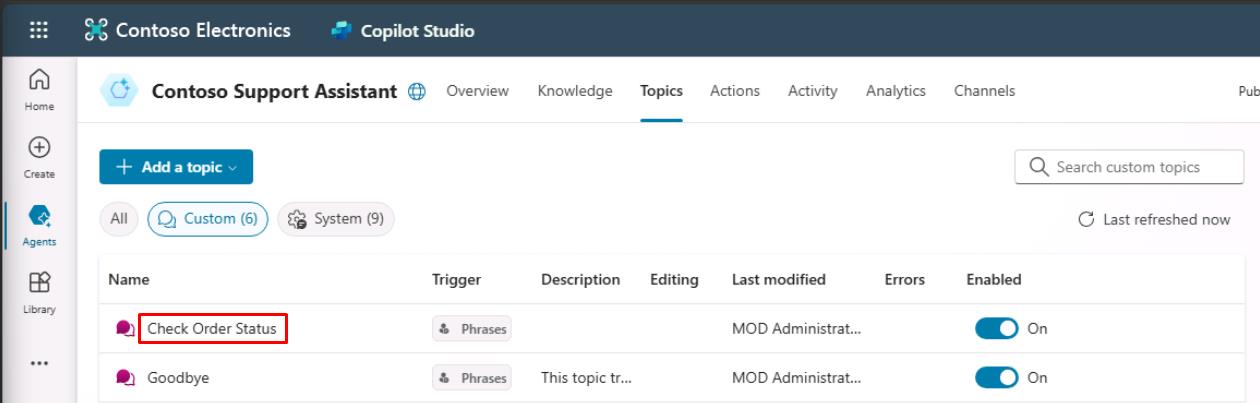 Contoso Electronics Copilot Studio
Home
Create
Agents
Library
Contoso Support Assistant Overview Knowledge Topics Actions Activity Analytics Channels Pub
Add a topic Search custom topics
All Custom (6) System (9) Last refreshed now
Name Trigger Description Editing Last modified Errors Enabled
Check Order Status Phrases MOD Administrat... On
Goodbye Phrases This topic tr... MOD Administrat... On